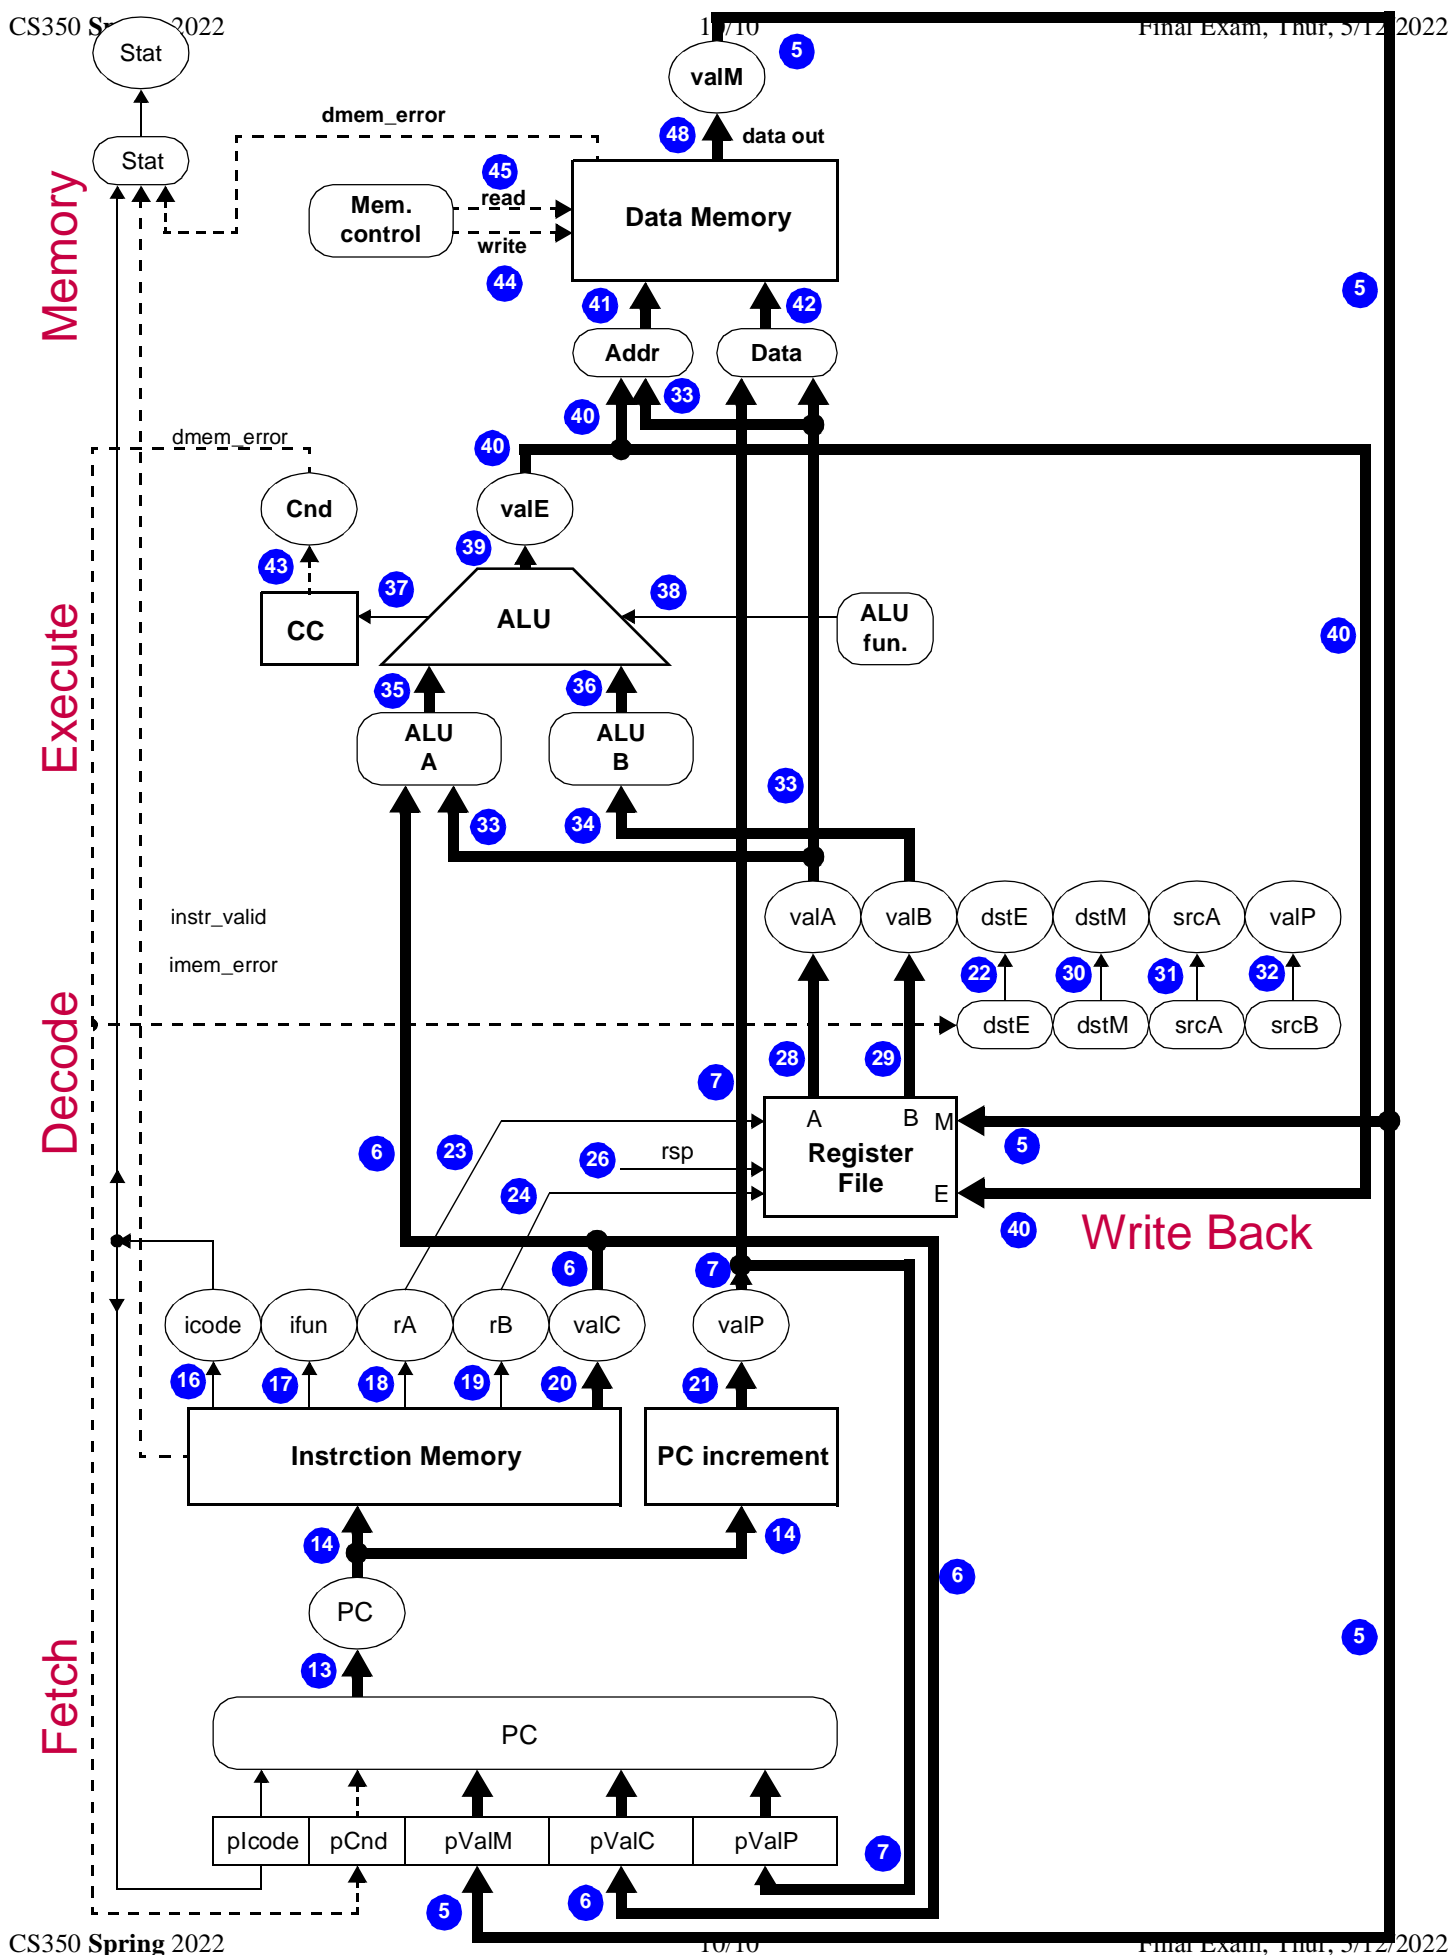 CS350 Spring 2022 10/10 Final Exam, Thur, 5/12/2022
Stat
5
valM
dmem_error
48 data out
Stat
45
read
Mem. control
Data Memory
write
44
5
41
42
Addr
Data
33
40
dmem_error
40
Cnd
valE
39
43
37
38
CC
ALU
ALU fun.
40
35
36
ALU A
ALU B
33
33
34
valA valB dstE dstM srcA valP
instr_valid
imem_error
22 30 31 32
dstE dstM srcA srcB
28
29
7
A B M
5
6
23
26
rsp
Register File
24
E
40
Write Back
6
7
icode ifun rA rB valC valP
16 17 18 19 20 21
Instrction Memory
PC increment
14
14
6
PC
5
13
PC
pIcode pCnd pValM pValC pValP
7
5
6
Memory
Execute
Decode
Fetch
CS350 Spring 2022 10/10 Final Exam, Thur, 5/12/2022